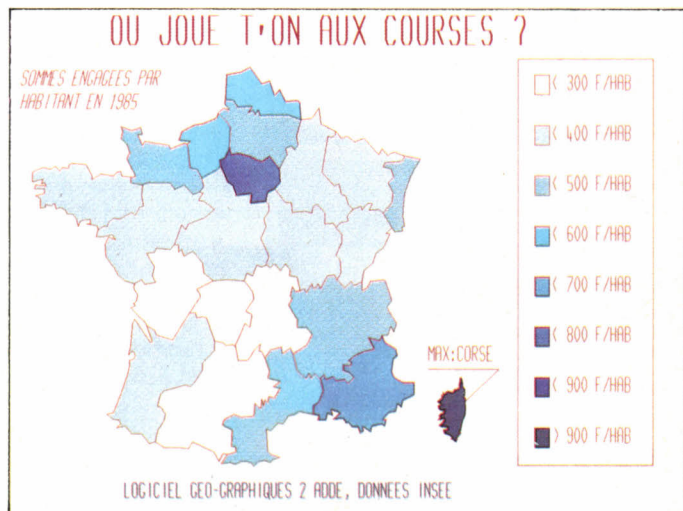 OU JOUE T'ON AUX COURSES ?
SOMMES ENGAGEES PAR
HABITANT EN 1985
< 300 F/HAB
< 400 F/HAB
< 500 F/HAB
< 600 F/HAB
< 700 F/HAB
< 800 F/HAB
< 900 F/HAB
> 900 F/HAB
MAX:CORSE
LOGICIEL GEO-GRAPHIQUES 2 ADDE, DONNEES INSEE